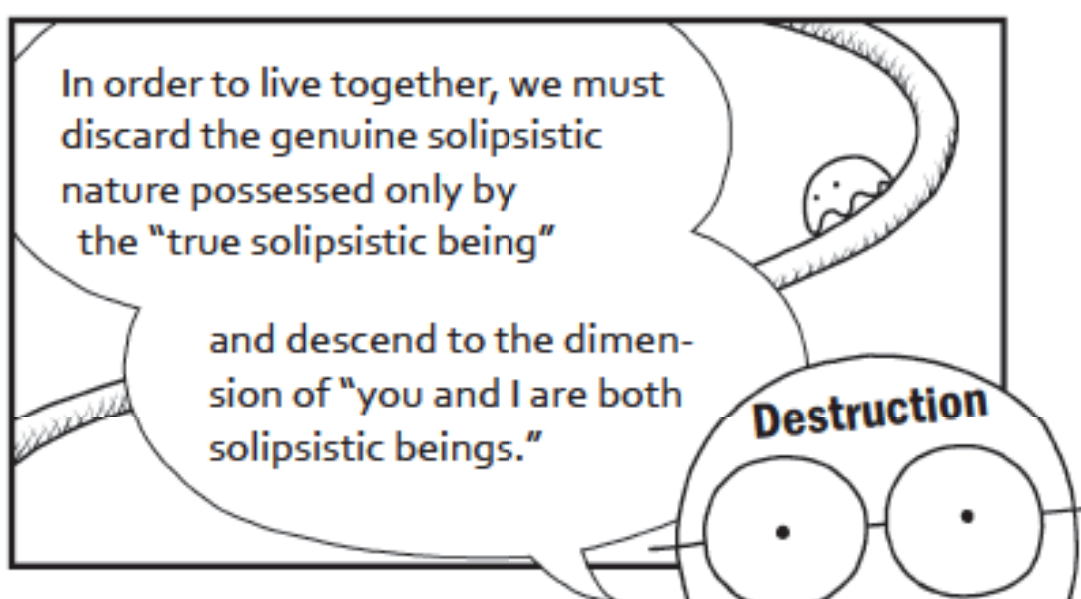 In order to live together, we must
discard the genuine solipsistic
nature possessed only by
the “true solipsistic being”
and descend to the dimen-
sion of “you and I are both
solipsistic beings.”
Destruction